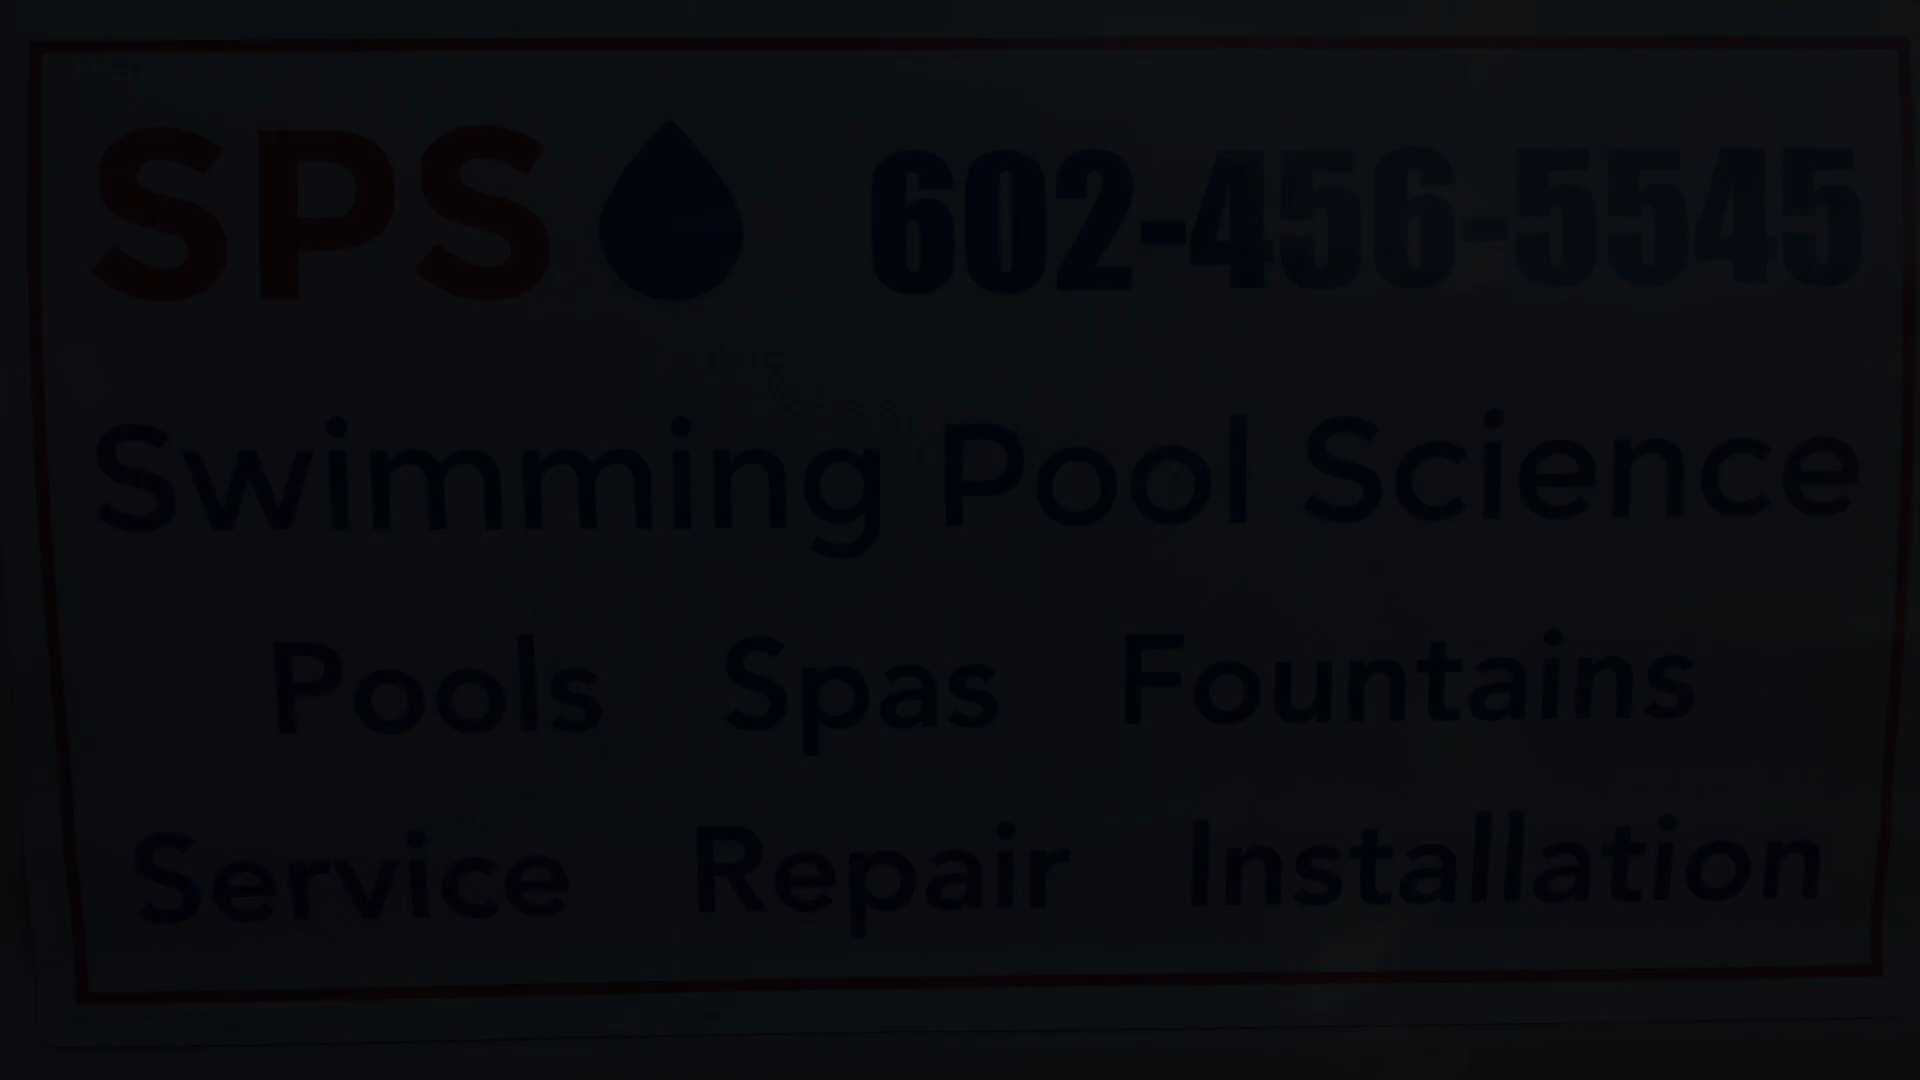 SPS 602-456-5545
Swimming Pool Science
Pools Spas Fountains
Service Repair Installation